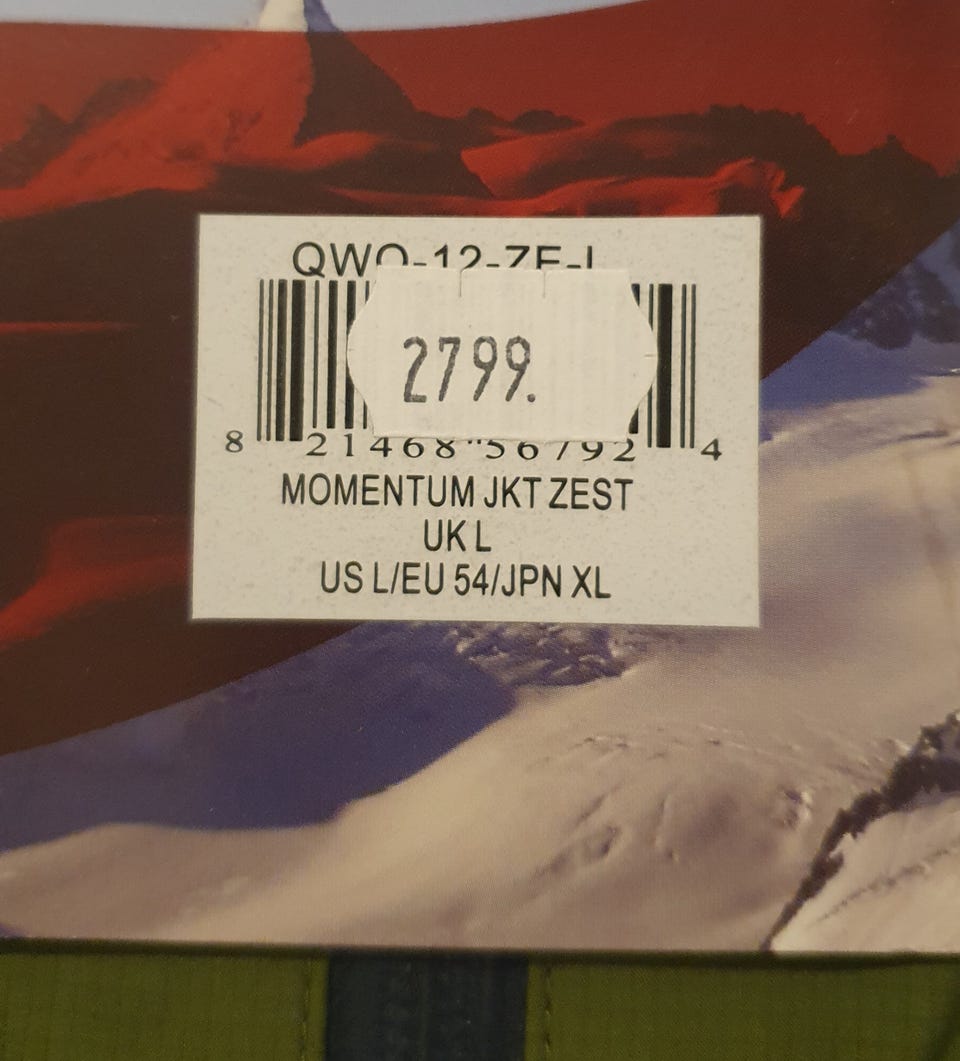 QWO-12-ZE-L
2799.
8 21468 56792 4
MOMENTUM JKT ZEST
UK L
US L/EU 54/JPN XL